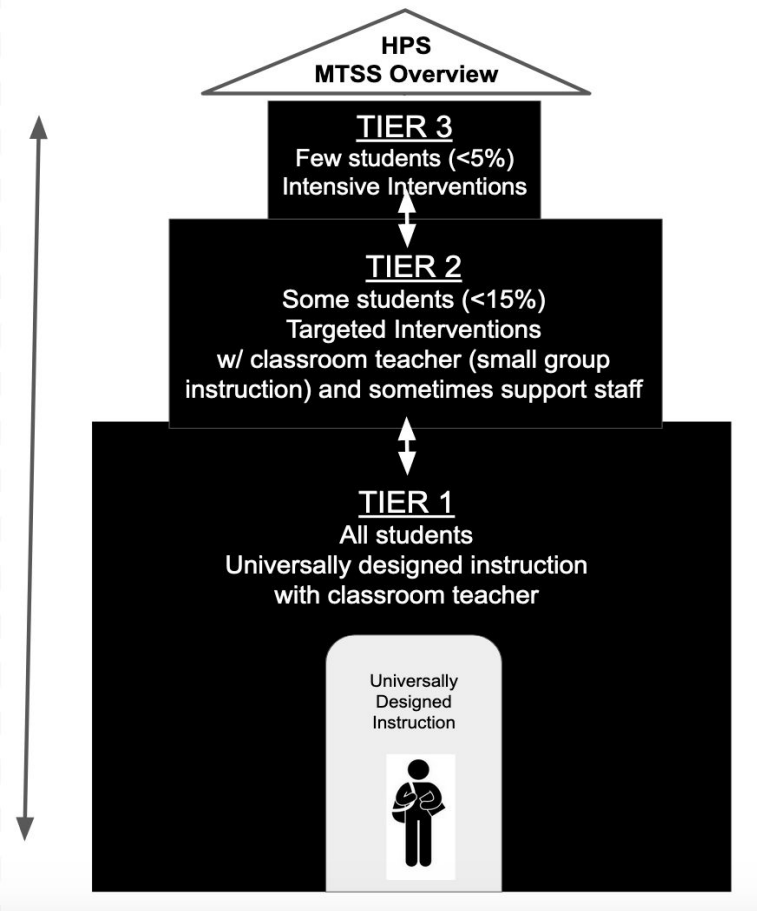 HPS
MTSS Overview
TIER 3
Few students (<5%)
Intensive Interventions
TIER 2
Some students (<15%)
Targeted Interventions
w/ classroom teacher (small group
instruction) and sometimes support staff
TIER 1
All students
Universally designed instruction
with classroom teacher
Universally
Designed
Instruction